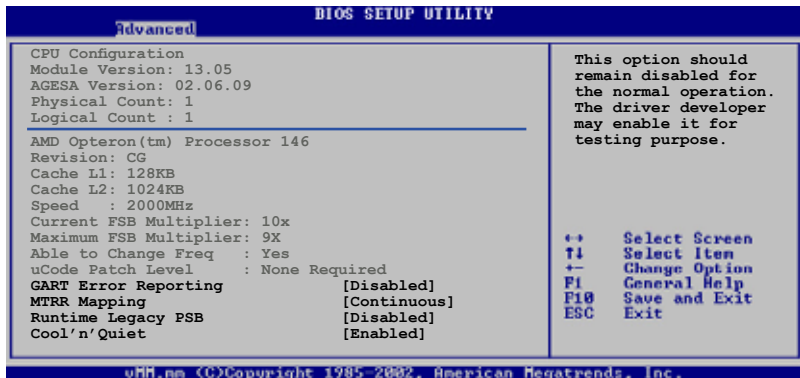 BIOS SETUP UTILITY
Advanced
CPU Configuration
Module Version: 13.05
AGESA Version: 02.06.09
Physical Count: 1
Logical Count : 1
AMD Opteron(tm) Processor 146
Revision: CG
Cache L1: 128KB
Cache L2: 1024KB
Speed : 2000MHz
Current FSB Multiplier: 10x
Maximum FSB Multiplier: 9X
Able to Change Freq : Yes
uCode Patch Level : None Required
GART Error Reporting [Disabled]
MTRR Mapping [Continuous]
Runtime Legacy PSB [Disabled]
Cool'n'Quiet [Enabled]
This option should
remain disabled for
the normal operation.
The driver developer
may enable it for
testing purpose.
↔ Select Screen
↑↓ Select Item
+- Change Option
F1 General Help
F10 Save and Exit
ESC Exit
vMM.mm (C)Copyright 1985-2002, American Megatrends, Inc.